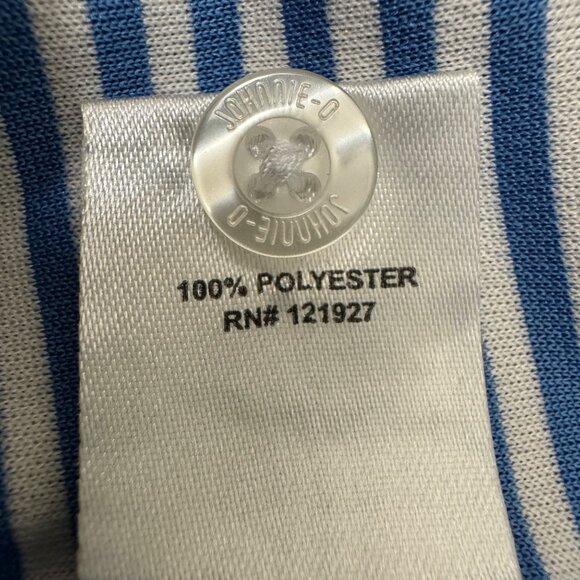 JOHNNIE-O
JOHNNIE-O
100% POLYESTER
RN# 121927